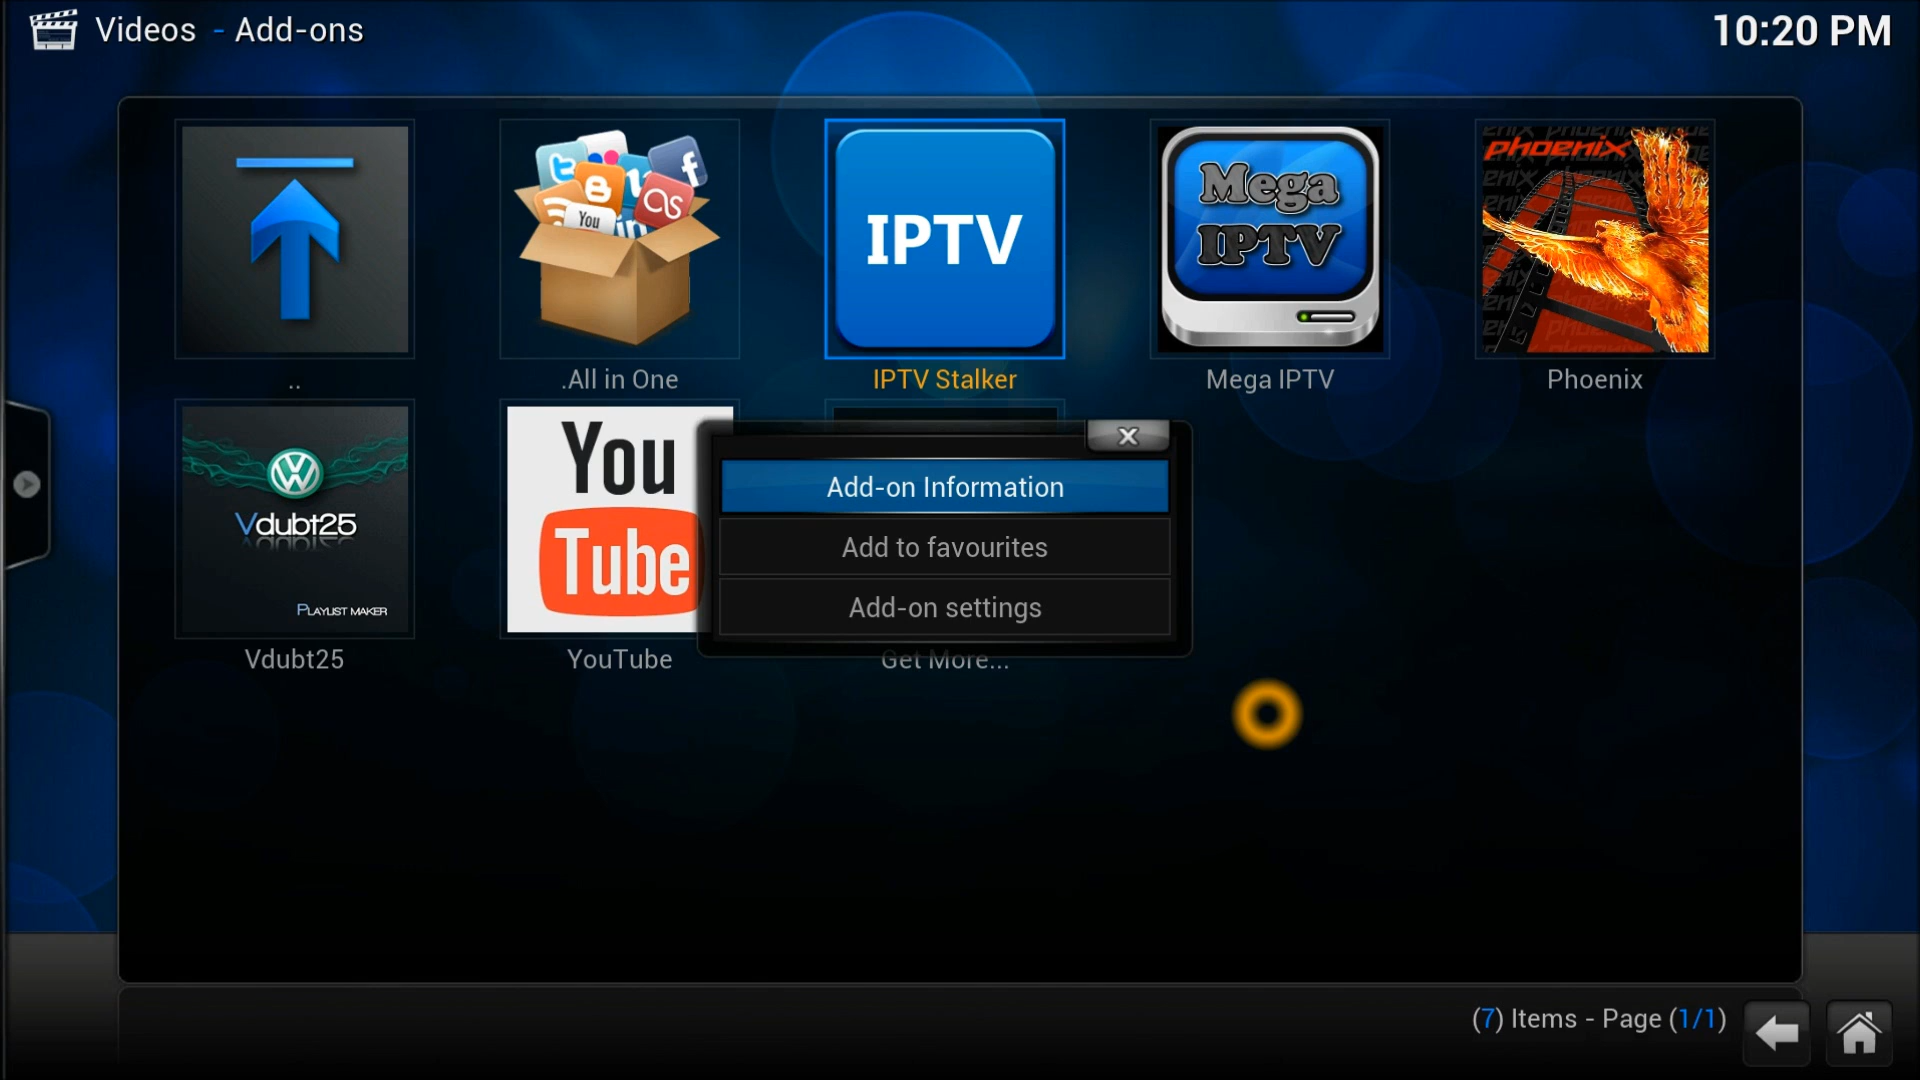 Videos - Add-ons
10:20 PM
You
IPTV
Mega
IPTV
phoenix
..
.All in One
IPTV Stalker
Mega IPTV
Phoenix
Vdubt25
PLAYLIST MAKER
You
Tube
Add-on Information
Add to favourites
Add-on settings
Vdubt25
YouTube
Get More...
(7) Items - Page (1/1)